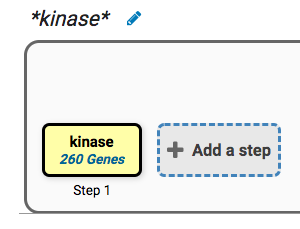 *kinase*
kinase
260 Genes
Add a step
Step 1